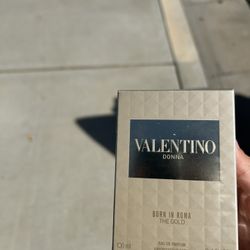 VALENTINO
DONNA
BORN IN ROMA
THE GOLD
EAU DE PARFUM
100 ml